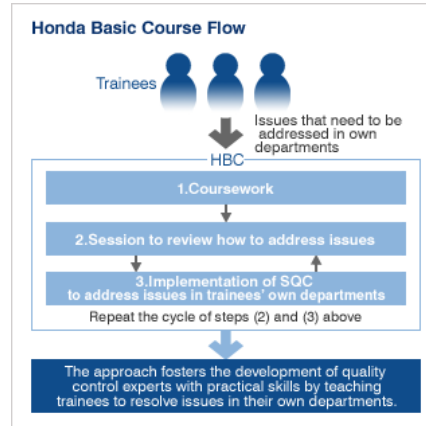 Honda Basic Course Flow
Trainees
Issues that need to be
addressed in own
departments
HBC
1.Coursework
2.Session to review how to address issues
3.Implementation of SQC
to address issues in trainees' own departments
Repeat the cycle of steps (2) and (3) above
The approach fosters the development of quality
control experts with practical skills by teaching
trainees to resolve issues in their own departments.